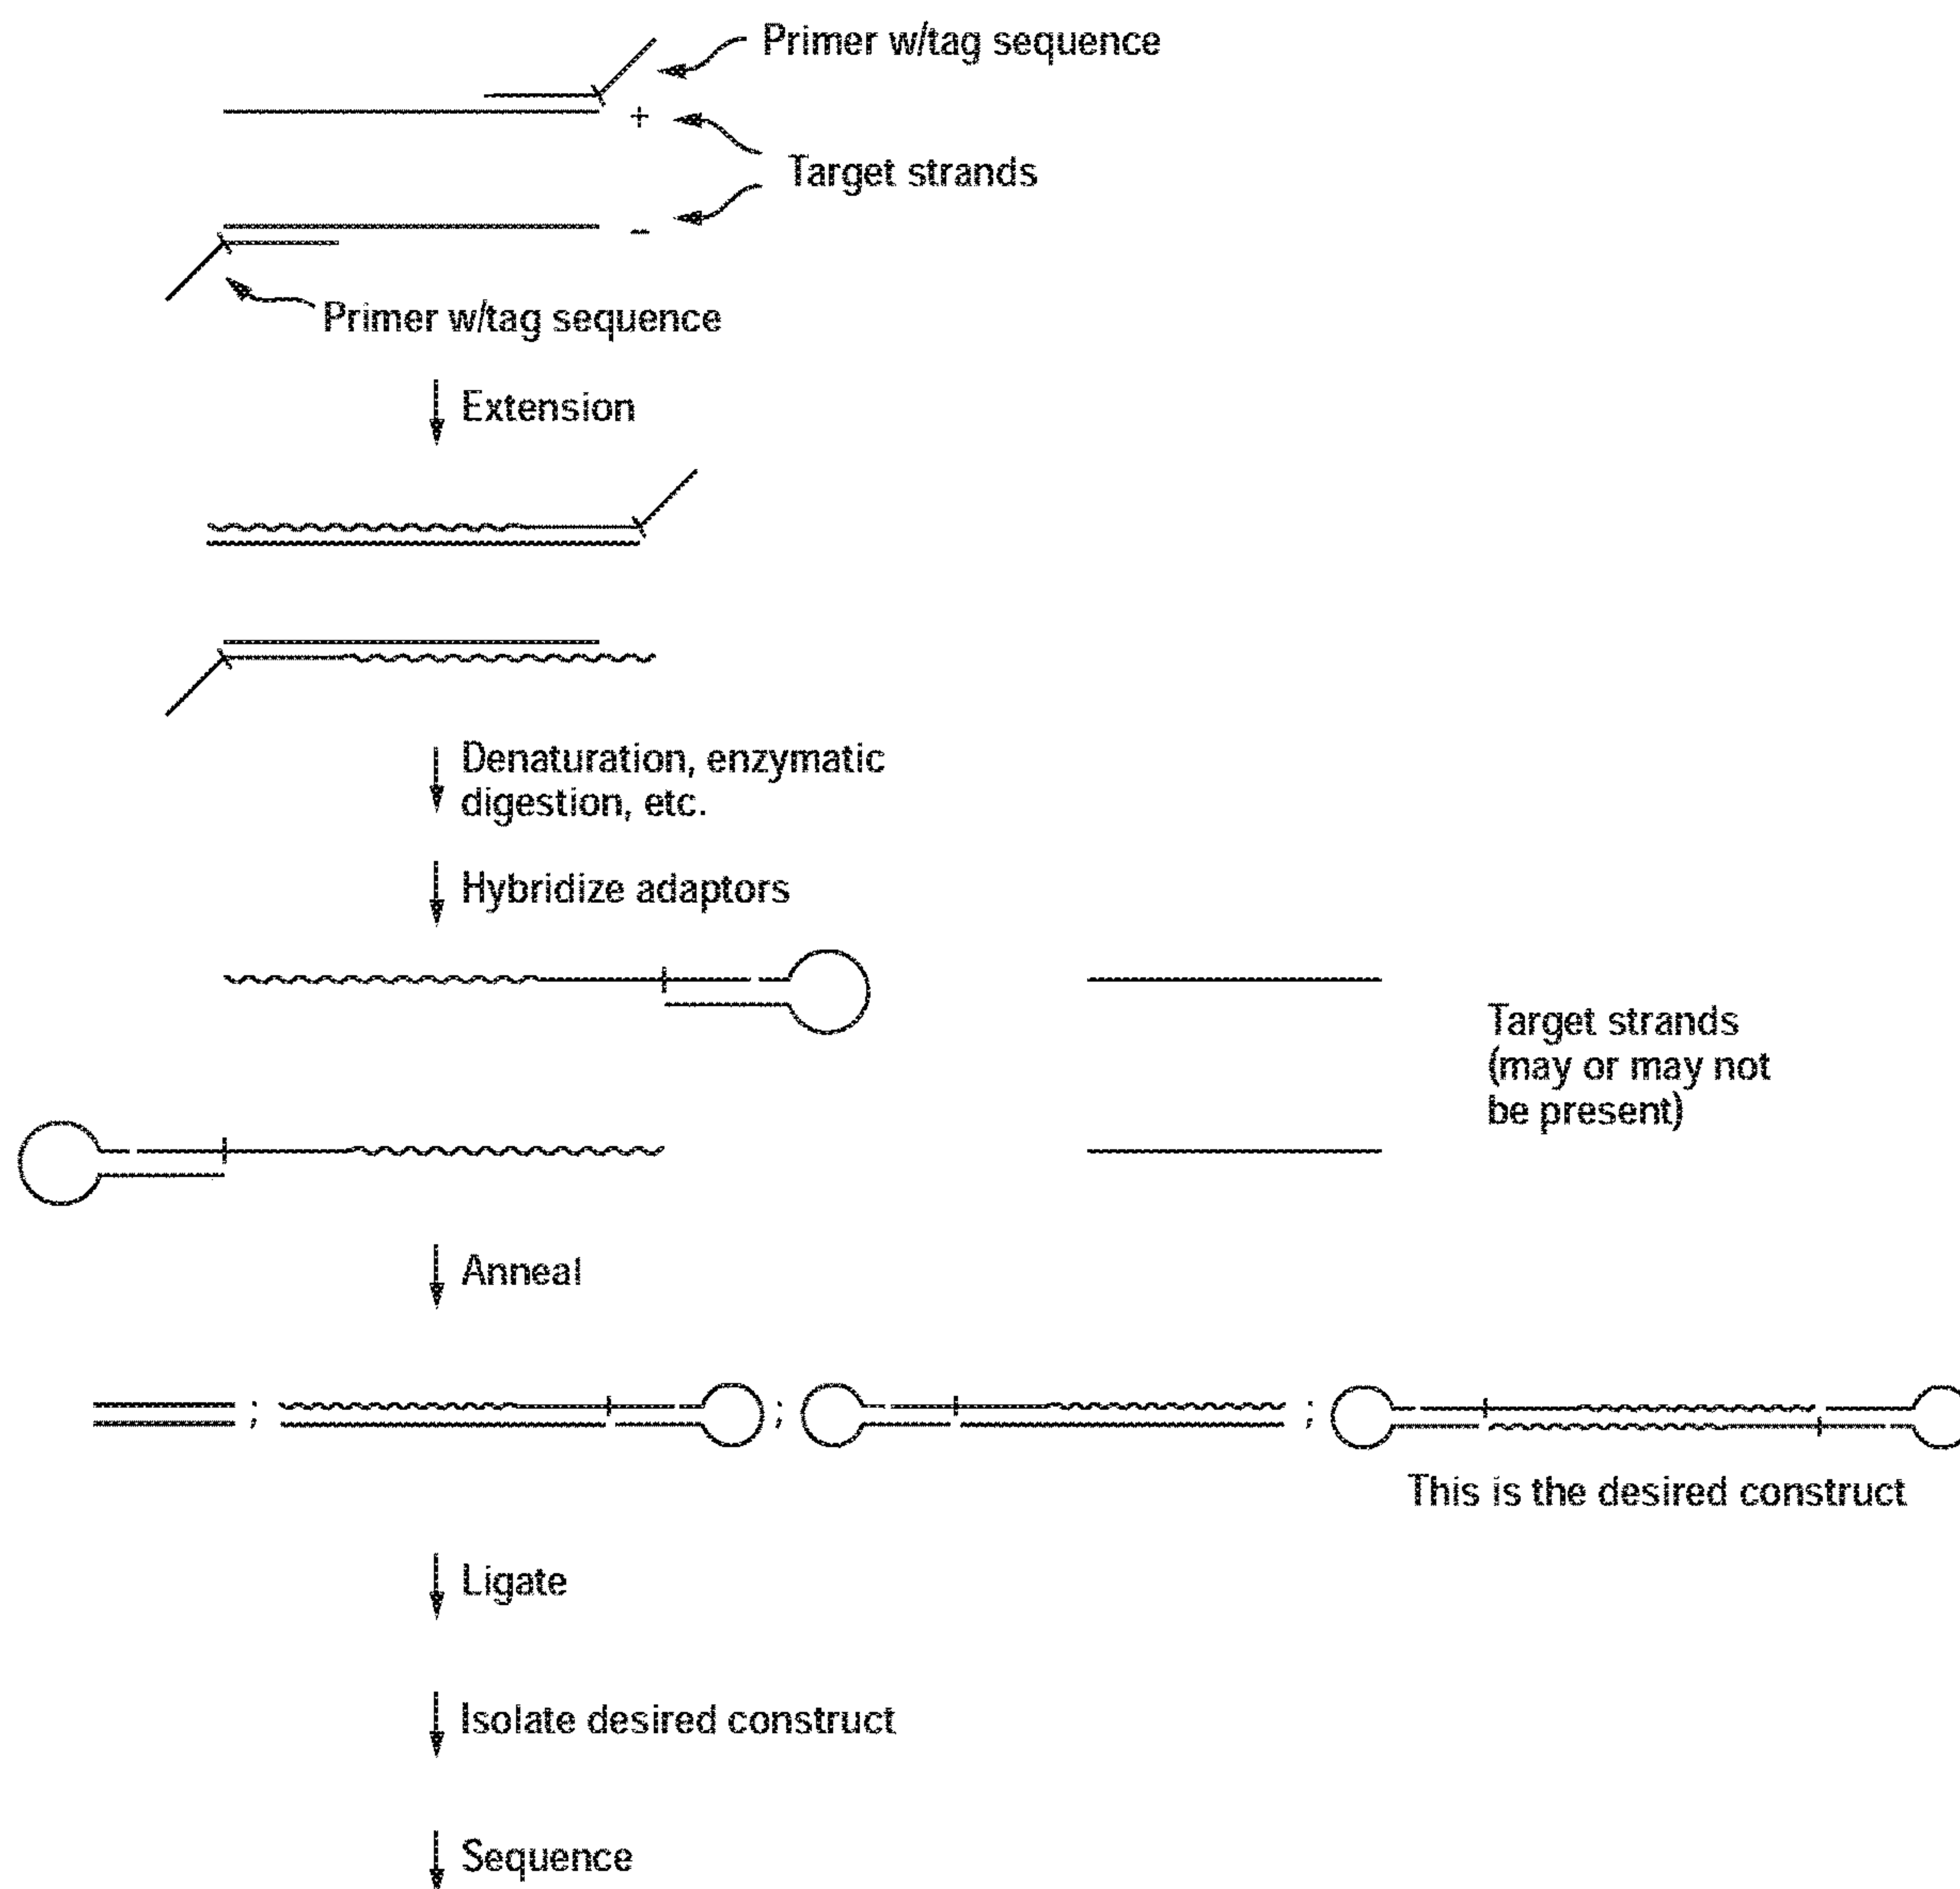 Primer w/tag sequence
+
Target strands
-
Primer w/tag sequence
Extension
Denaturation, enzymatic
digestion, etc.
Hybridize adaptors
Target strands
(may or may not
be present)
Anneal
; ; ;
This is the desired construct
Ligate
Isolate desired construct
Sequence